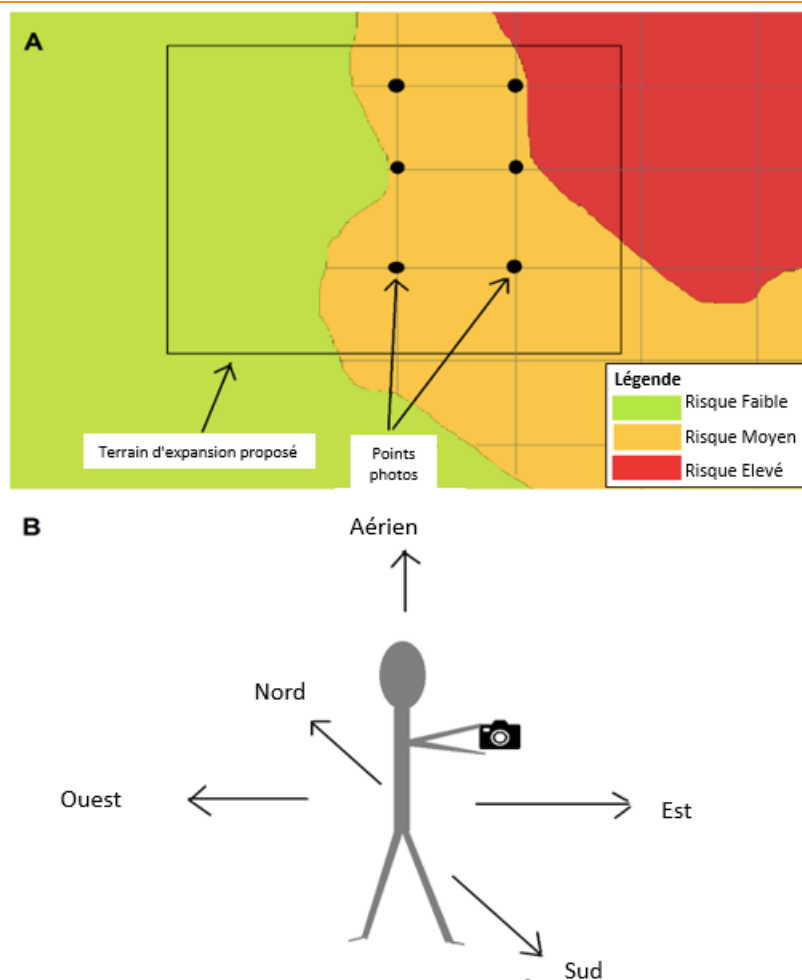 A
Légende
Risque Faible
Risque Moyen
Risque Elevé
Terrain d'expansion proposé
Points
photos
B
Aérien
Nord
Ouest
Est
Sud